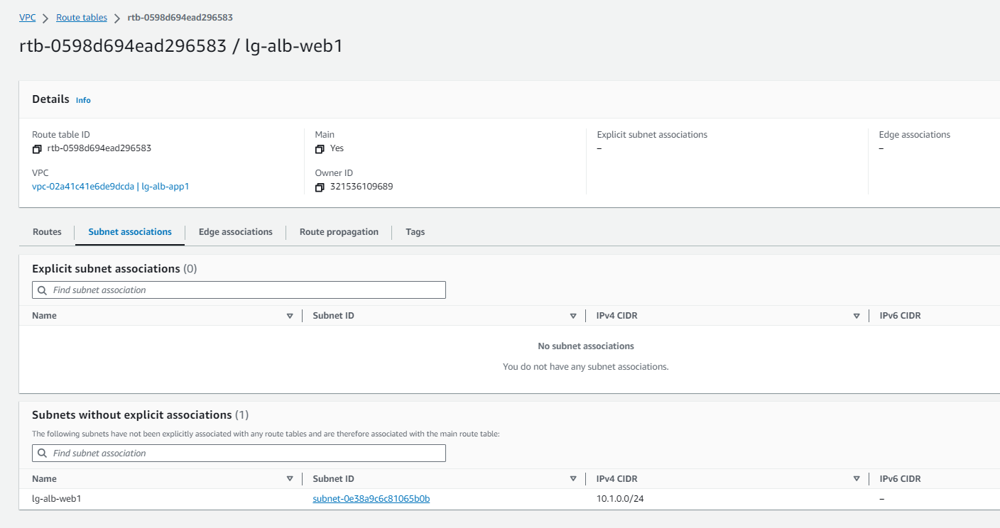 VPC > Route tables > rtb-0598d694ead296583
rtb-0598d694ead296583 / lg-alb-web1
Details Info
Route table ID
rtb-0598d694ead296583
Main
Yes
Explicit subnet associations
–
Edge associations
–
VPC
vpc-02a41c41e6de9dcda | lg-alb-app1
Owner ID
321536109689
Routes Subnet associations Edge associations Route propagation Tags
Explicit subnet associations (0)
Find subnet association
Name Subnet ID IPv4 CIDR IPv6 CIDR
No subnet associations
You do not have any subnet associations.
Subnets without explicit associations (1)
The following subnets have not been explicitly associated with any route tables and are therefore associated with the main route table:
Find subnet association
Name Subnet ID IPv4 CIDR IPv6 CIDR
lg-alb-web1 subnet-0e38a9c6c81065b0b 10.1.0.0/24 –